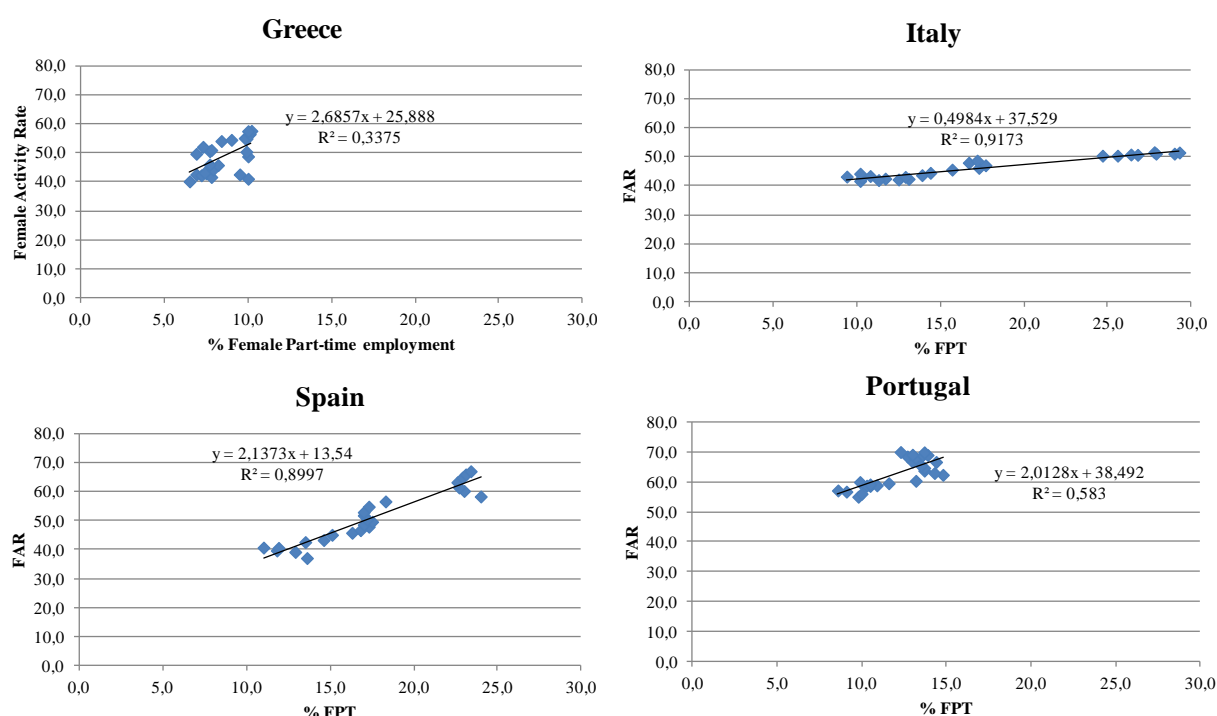 Greece
80,0
70,0
60,0
50,0
40,0
30,0
20,0
10,0
0,0
0,0 5,0 10,0 15,0 20,0 25,0 30,0
Female Activity Rate
% Female Part-time employment
y = 2,6857x + 25,888
R² = 0,3375
Italy
80,0
70,0
60,0
50,0
40,0
30,0
20,0
10,0
0,0
0,0 5,0 10,0 15,0 20,0 25,0 30,0
FAR
% FPT
y = 0,4984x + 37,529
R² = 0,9173
Spain
80,0
70,0
60,0
50,0
40,0
30,0
20,0
10,0
0,0
0,0 5,0 10,0 15,0 20,0 25,0 30,0
FAR
% FPT
y = 2,1373x + 13,54
R² = 0,8997
Portugal
80,0
70,0
60,0
50,0
40,0
30,0
20,0
10,0
0,0
0,0 5,0 10,0 15,0 20,0 25,0 30,0
FAR
% FPT
y = 2,0128x + 38,492
R² = 0,583